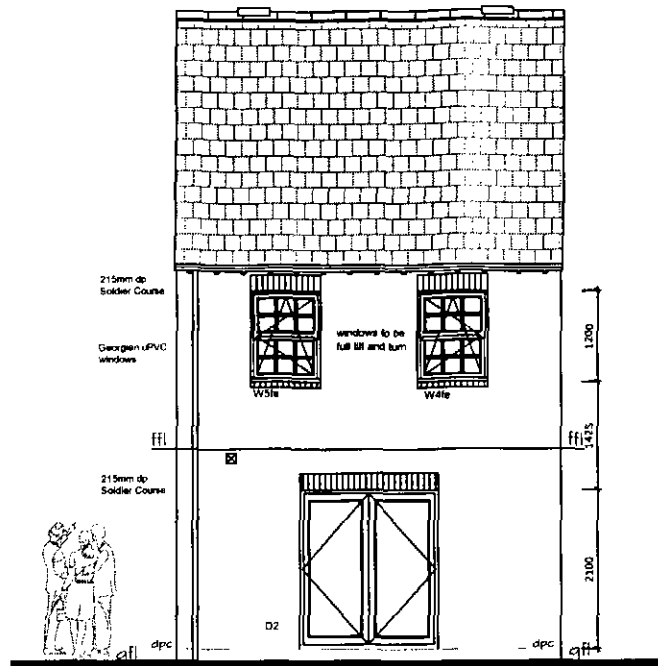 215mm dp
Soldier Course
Georgian uPVC
windows
windows to be
full tilt and turn
1200
W5fe
W4fe
1425
ffl
ffl
215mm dp
Soldier Course
2100
D2
dpc
dpc
gfl
gfl